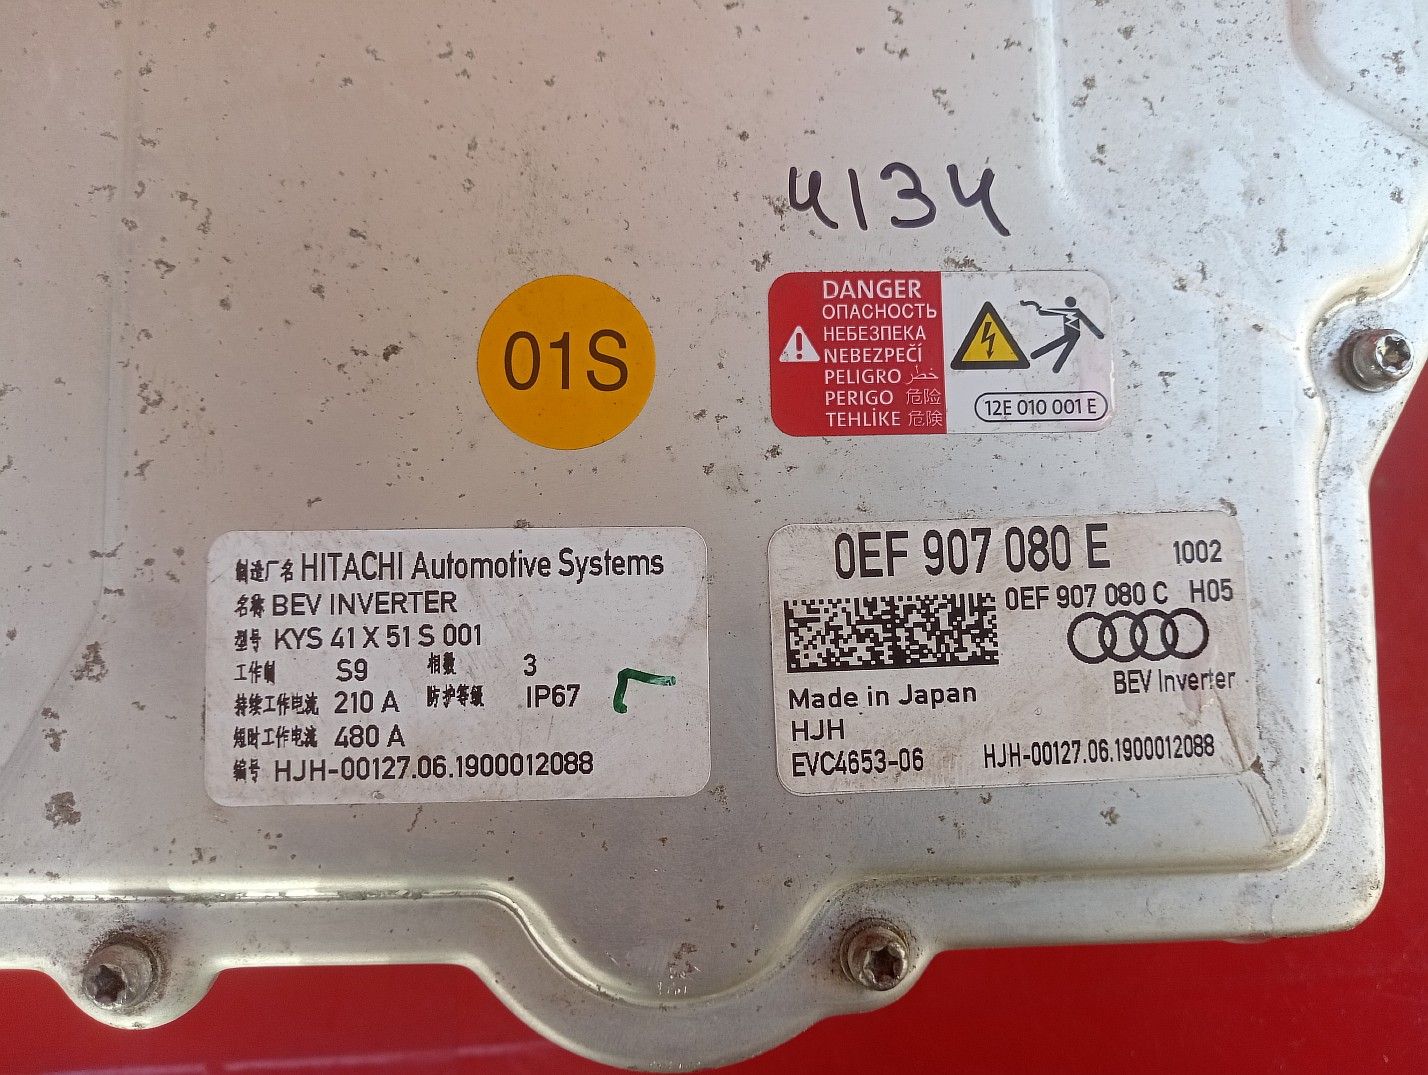 4134
01S
DANGER
ОПАСНОСТЬ
НЕБЕЗПЕКА
NEBEZPEČÍ
PELIGRO خطر
PERIGO 危险
TEHLİKE 危険
12E 010 001 E
制造厂名 HITACHI Automotive Systems
名称 BEV INVERTER
型号 KYS 41 X 51 S 001
工作制 S9 相数 3
持续工作电流 210 A 防护等级 IP67
短时工作电流 480 A
编号 HJH-00127.06.1900012088
0EF 907 080 E 1002
0EF 907 080 C H05
BEV Inverter
Made in Japan
HJH
EVC4653-06 HJH-00127.06.1900012088